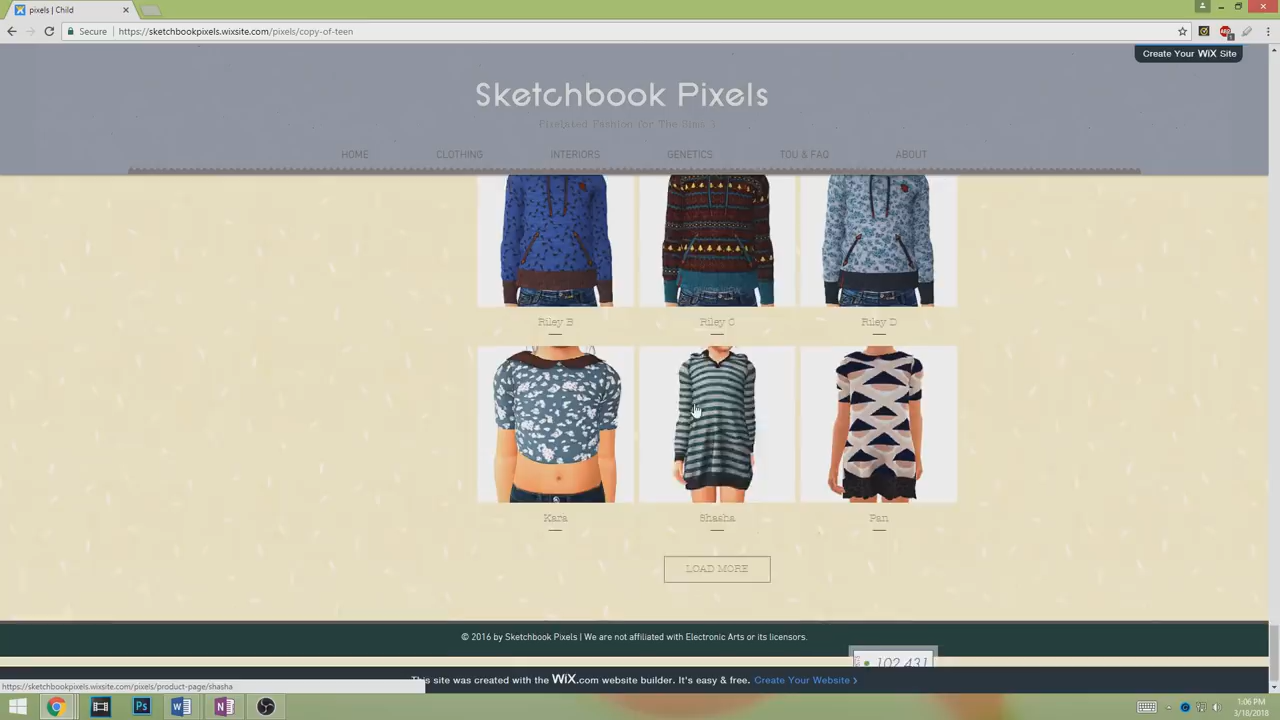 pixels | Child
Secure
https://sketchbookpixels.wixsite.com/pixels/copy-of-teen
Create Your WiX Site
Sketchbook Pixels
Pixelated Fashion for The Sims 3
HOME CLOTHING INTERIORS GENETICS TOU & FAQ ABOUT
Riley B Riley C Riley D
Kara Shasha Pan
LOAD MORE
© 2016 by Sketchbook Pixels | We are not affiliated with Electronic Arts or its licensors.
102,431
This site was created with the WiX.com website builder. It's easy & free. Create Your Website >
https://sketchbookpixels.wixsite.com/pixels/product-page/shasha
1:06 PM
3/18/2018